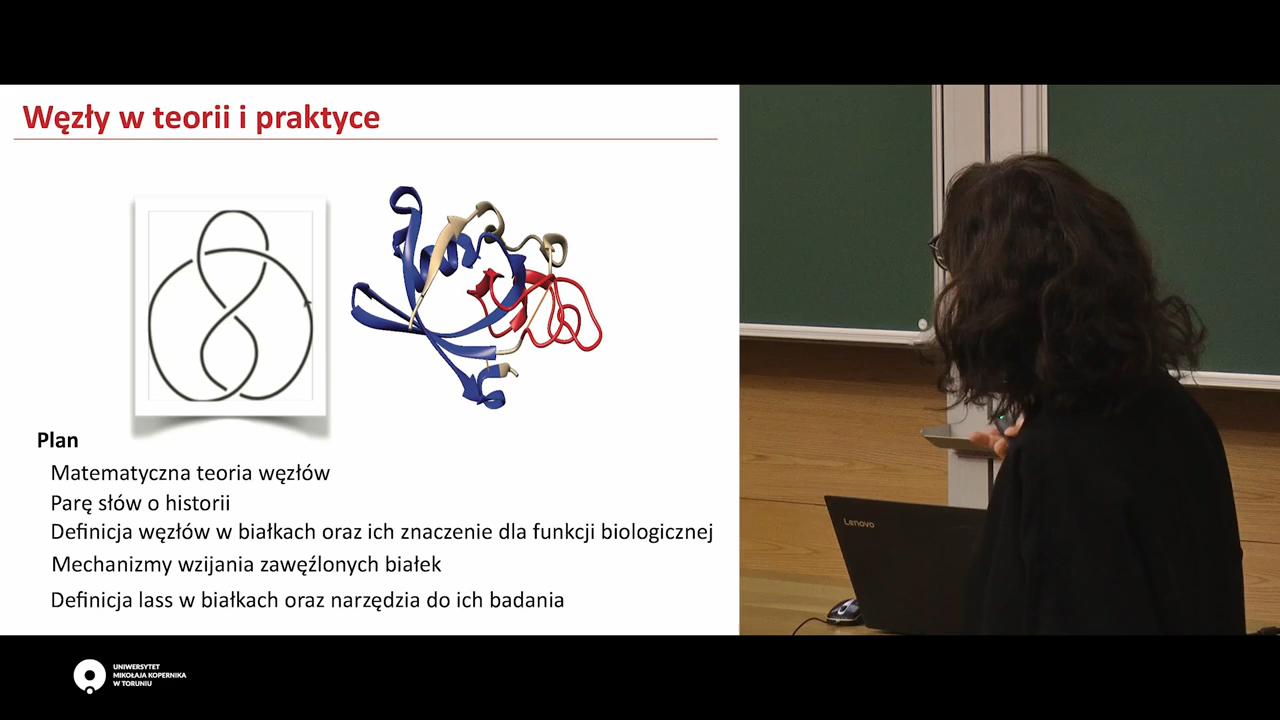 Węzły w teorii i praktyce
Plan
Matematyczna teoria węzłów
Parę słów o historii
Definicja węzłów w białkach oraz ich znaczenie dla funkcji biologicznej
Mechanizmy wzijania zawęźlonych białek
Definicja lass w białkach oraz narzędzia do ich badania
Lenovo
UNIWERSYTET
MIKOŁAJA KOPERNIKA
W TORUNIU